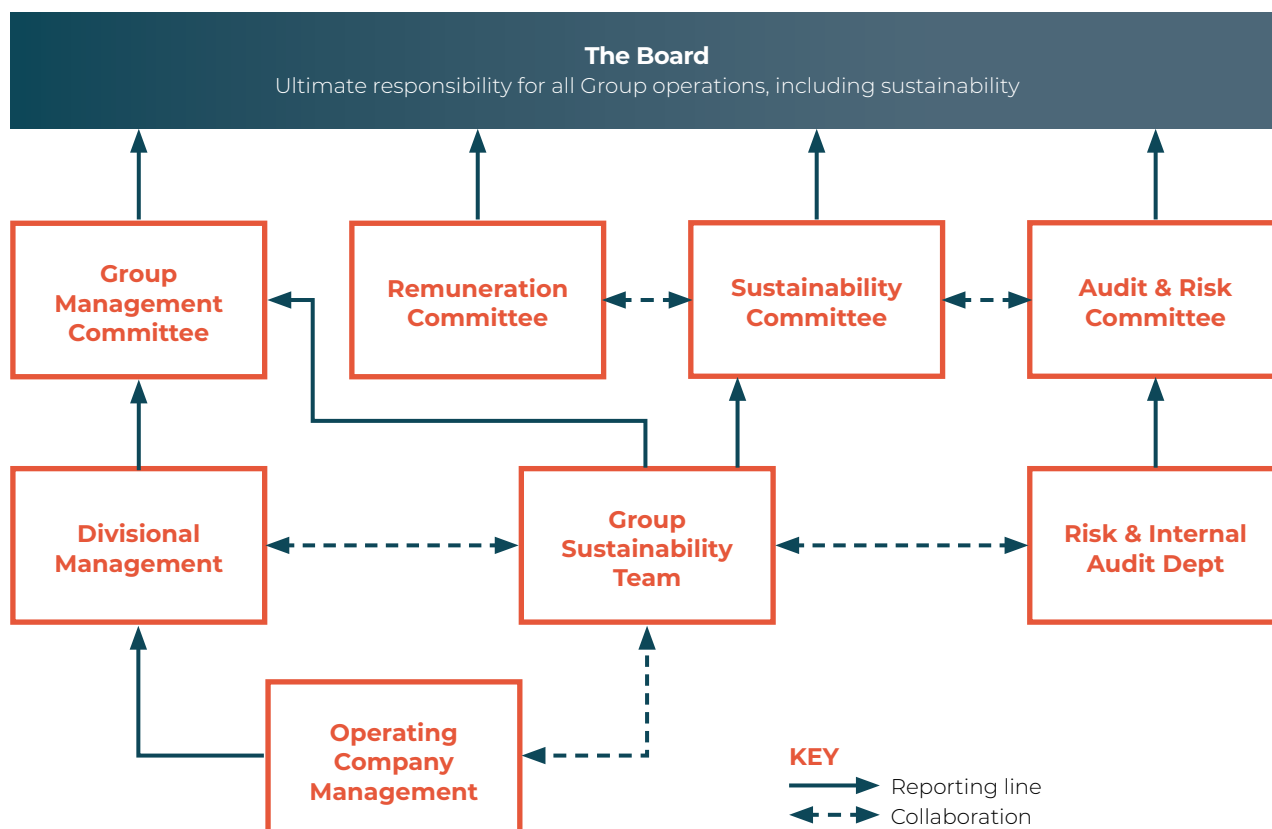 The Board
Ultimate responsibility for all Group operations, including sustainability
Group
Management
Committee
Remuneration
Committee
Sustainability
Committee
Audit & Risk
Committee
Divisional
Management
Group
Sustainability
Team
Risk & Internal
Audit Dept
Operating
Company
Management
KEY
Reporting line
Collaboration